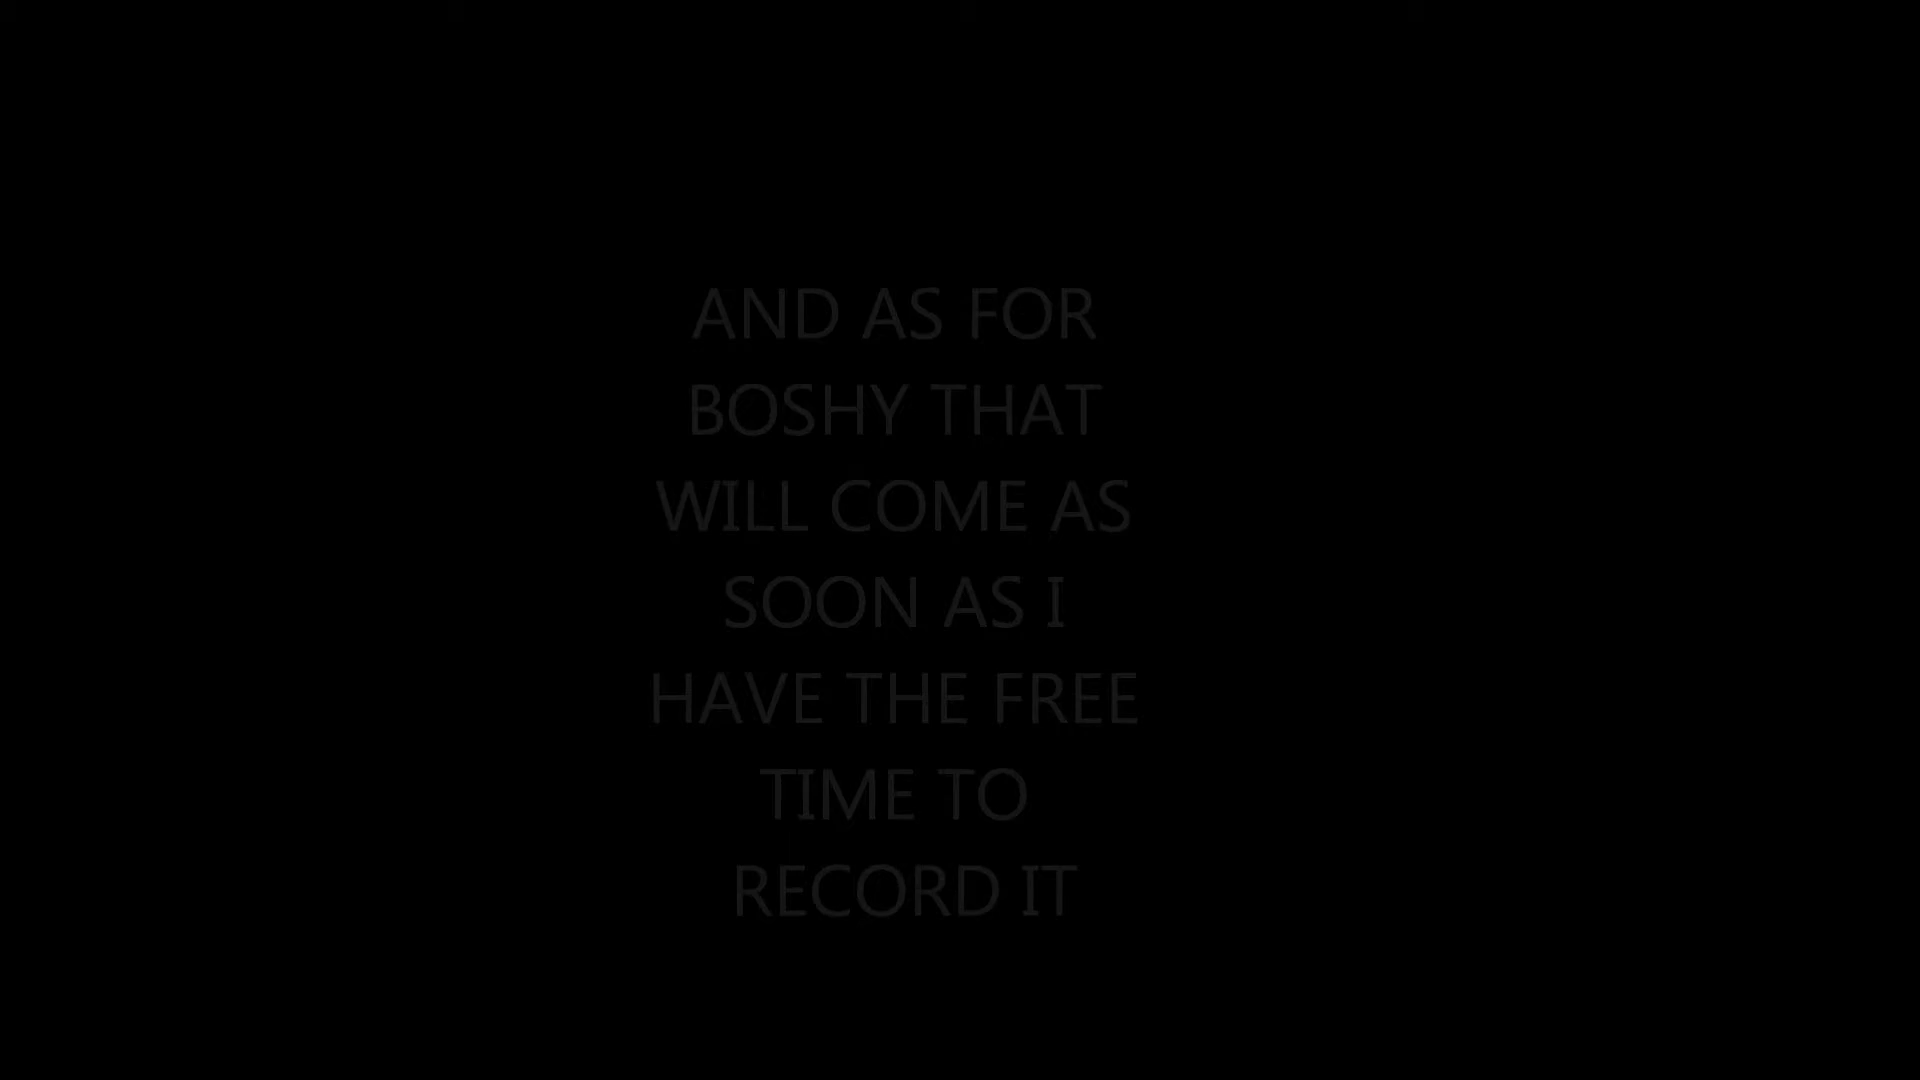 AND AS FOR
BOSHY THAT
WILL COME AS
SOON AS I
HAVE THE FREE
TIME TO
RECORD IT